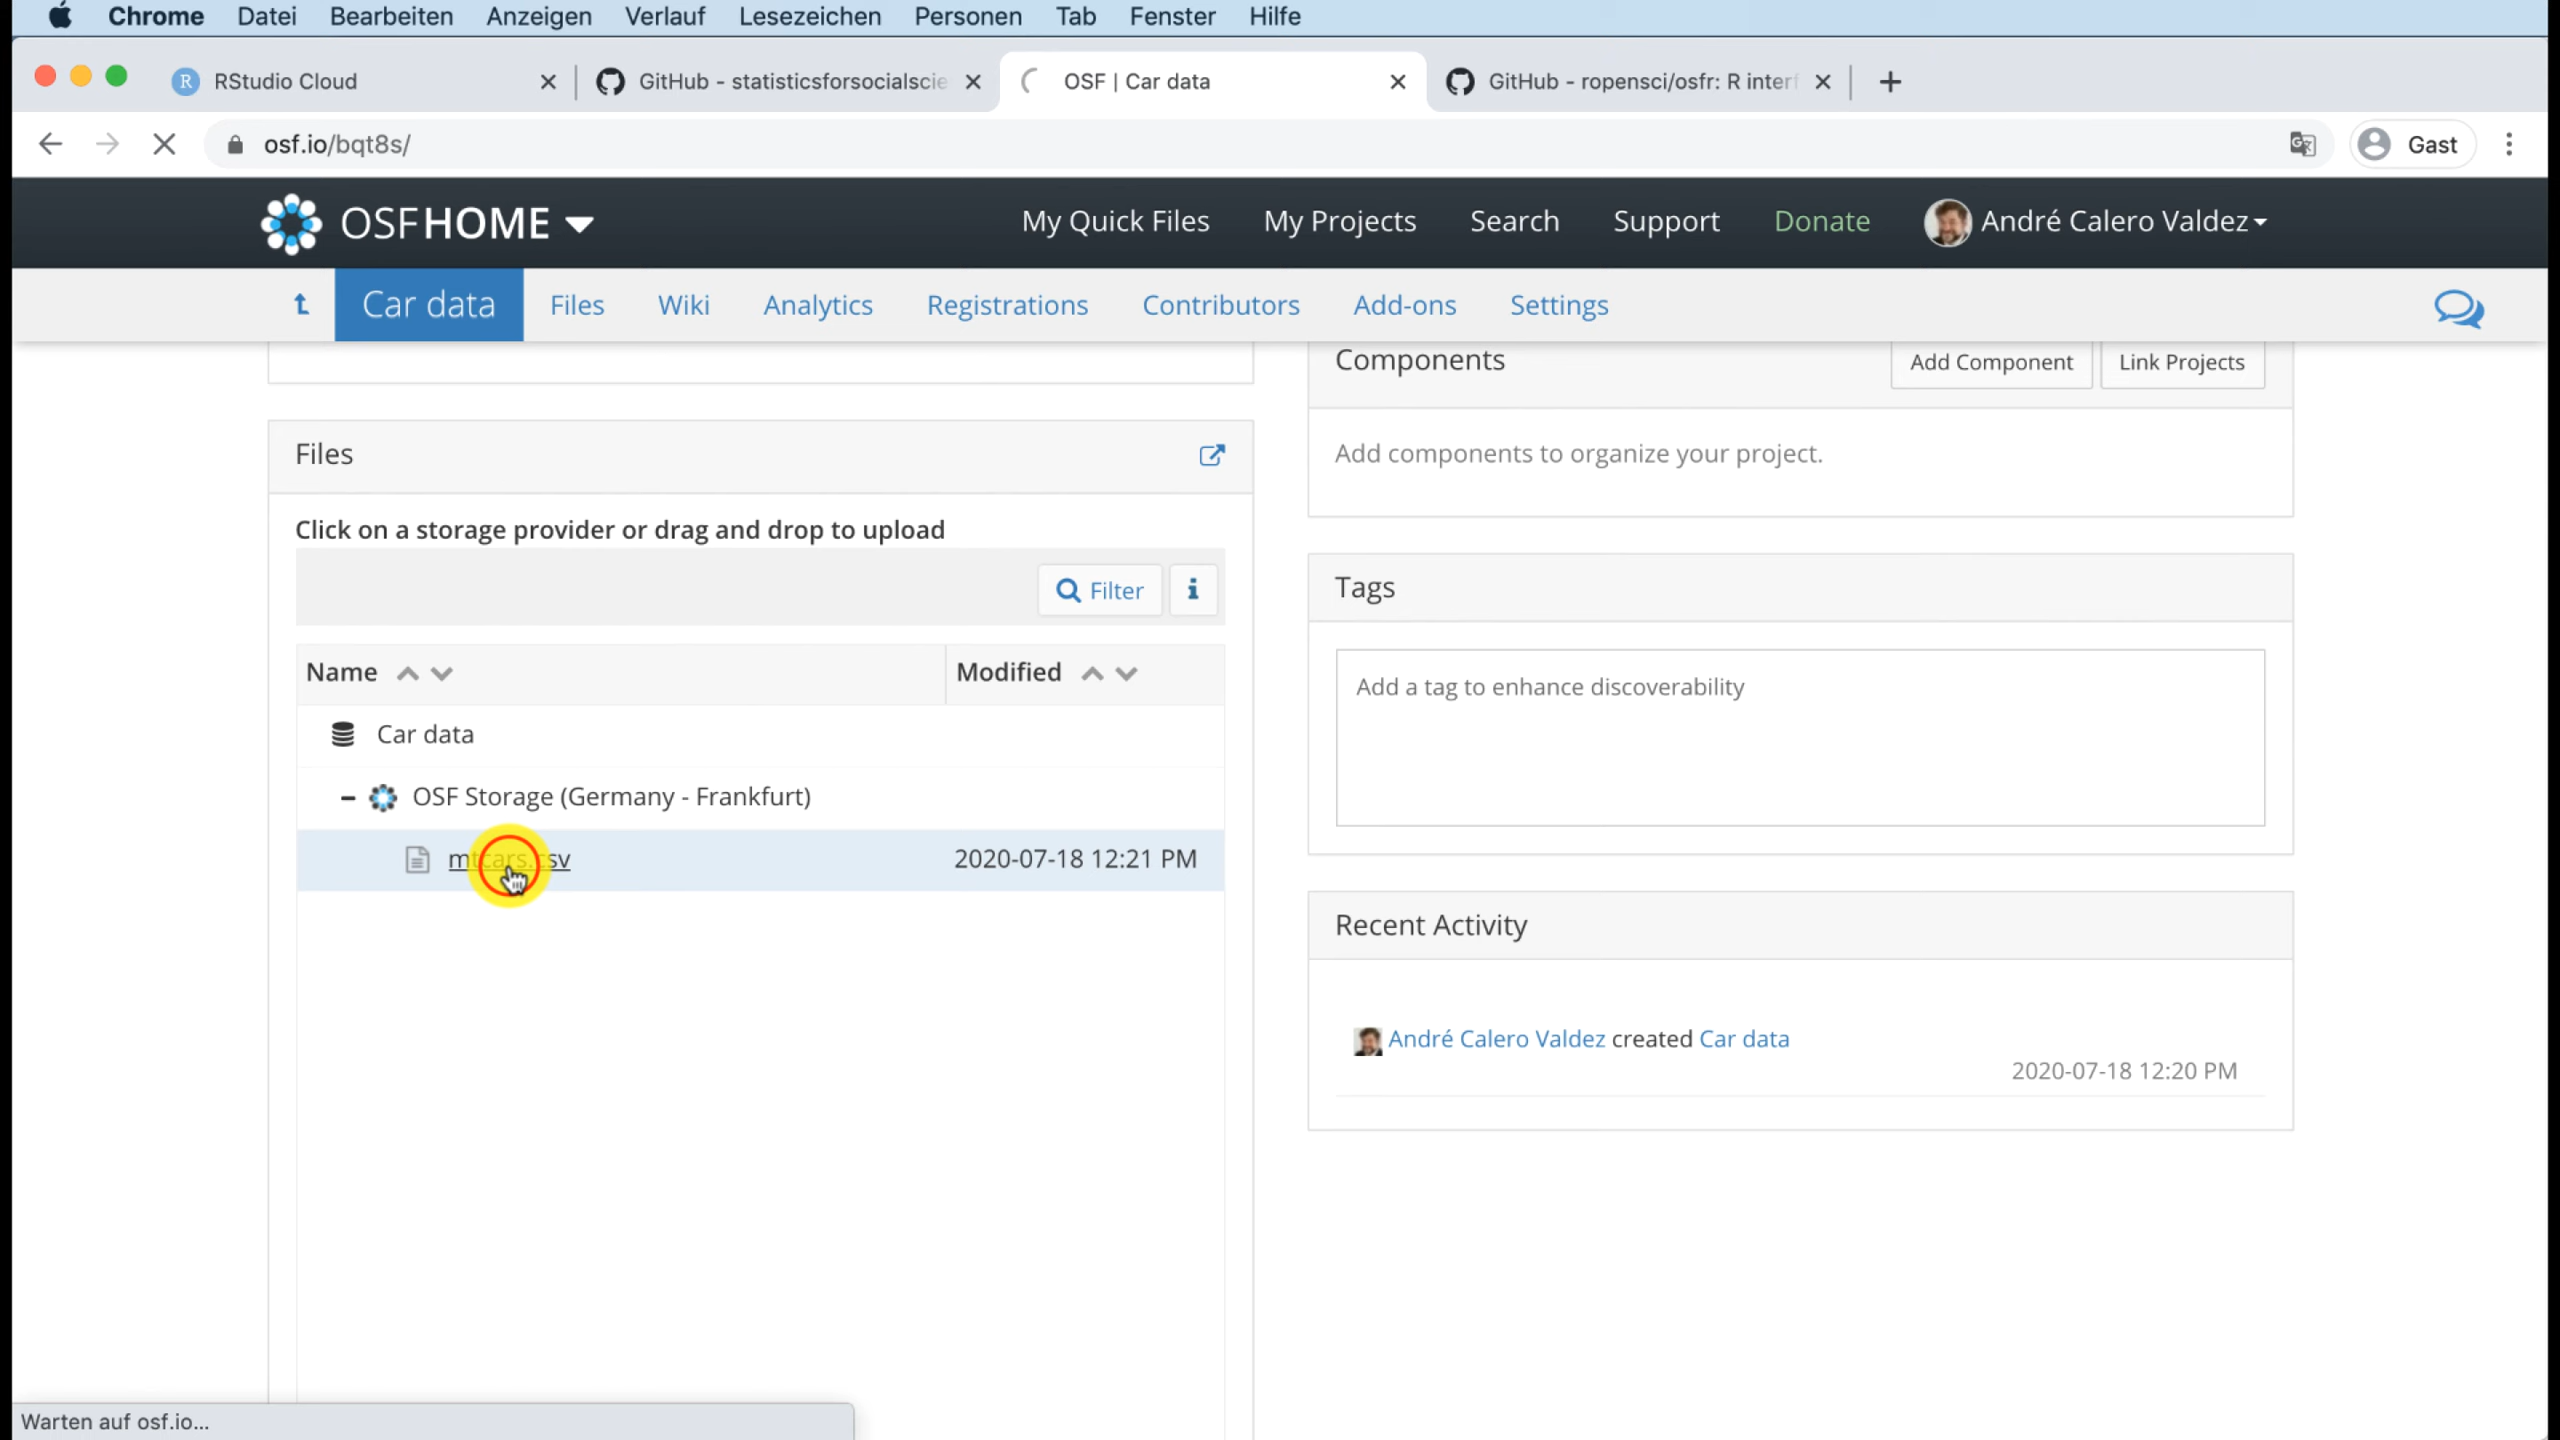 Chrome Datei Bearbeiten Anzeigen Verlauf Lesezeichen Personen Tab Fenster Hilfe
RStudio Cloud GitHub - statisticsforsocialscie OSF | Car data GitHub - ropensci/osfr: R interf
osf.io/bqt8s/ Gast
OSFHOME My Quick Files My Projects Search Support Donate André Calero Valdez
Car data Files Wiki Analytics Registrations Contributors Add-ons Settings
Components Add Component Link Projects
Add components to organize your project.
Files
Click on a storage provider or drag and drop to upload
Filter
Name Modified
Car data
OSF Storage (Germany - Frankfurt)
mtcars.csv 2020-07-18 12:21 PM
Tags
Add a tag to enhance discoverability
Recent Activity
André Calero Valdez created Car data
2020-07-18 12:20 PM
Warten auf osf.io...